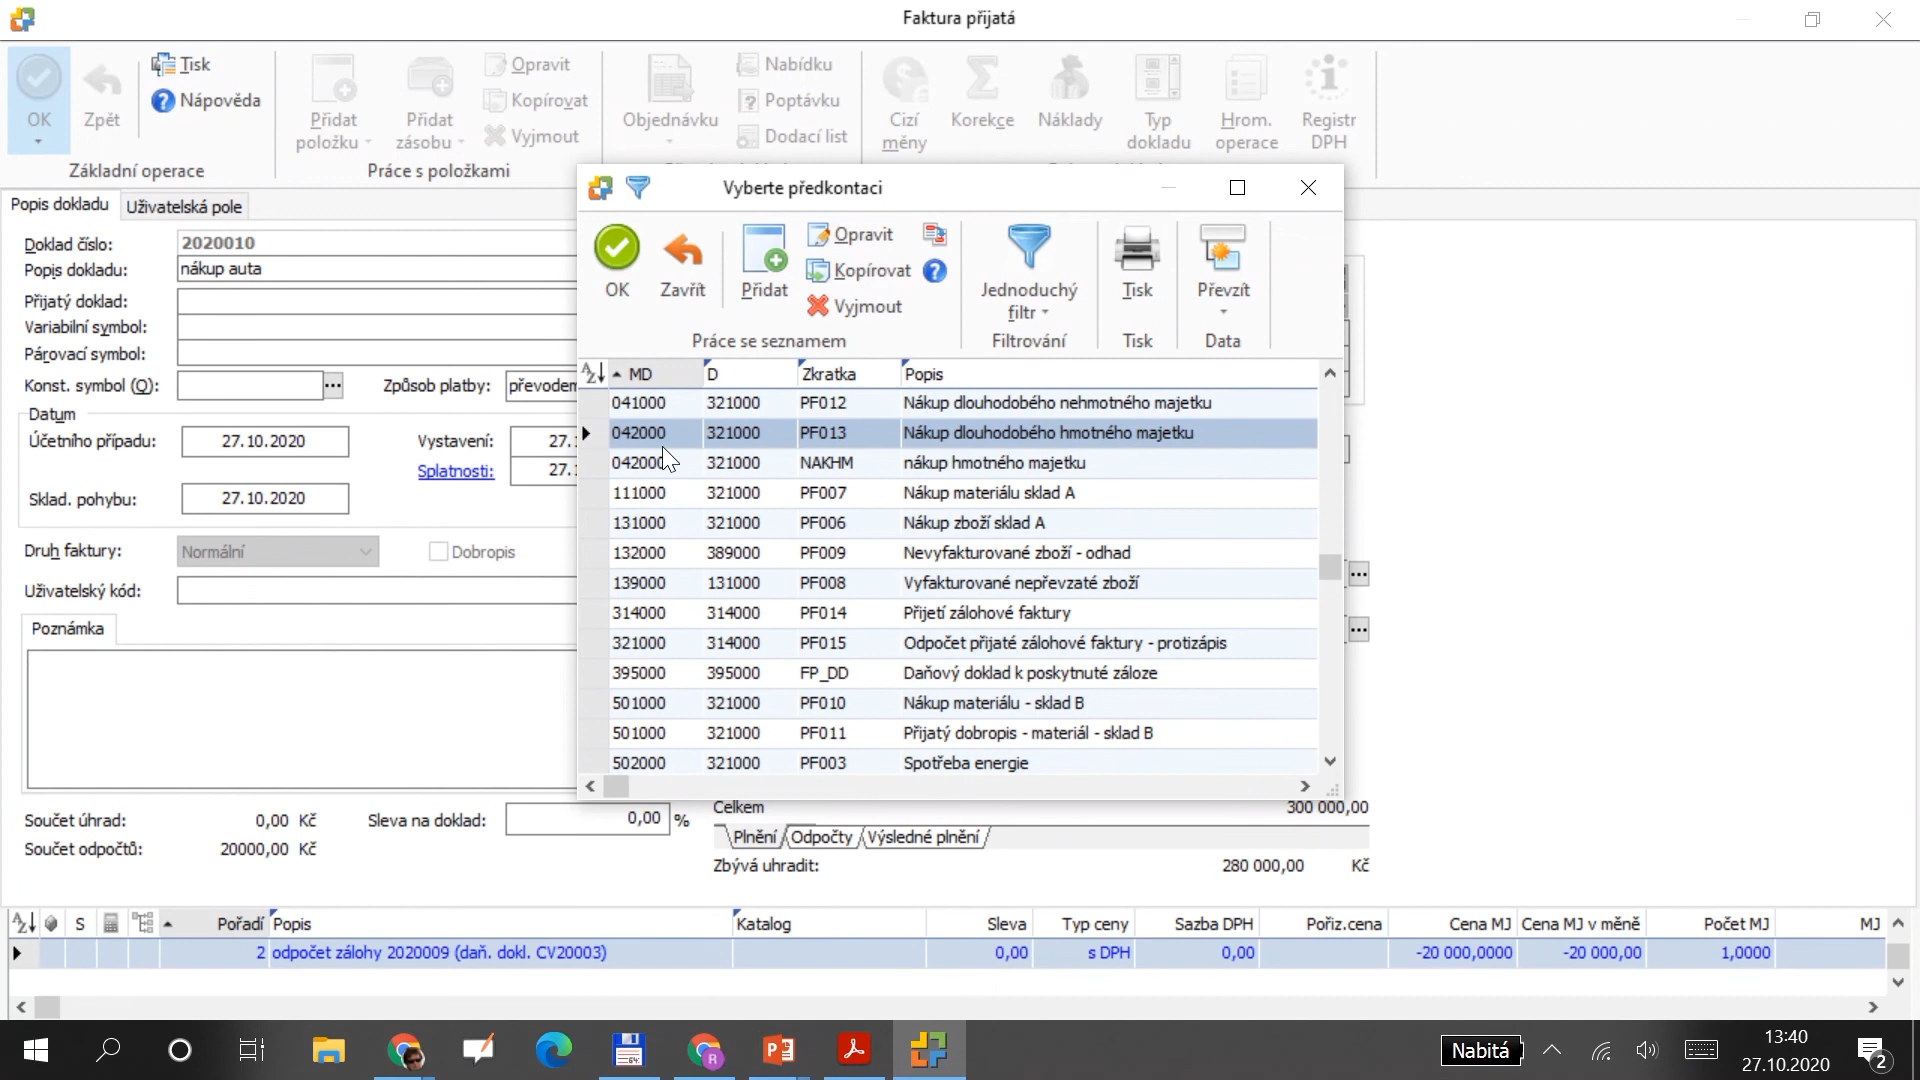 Faktura přijatá
OK
Zpět
Tisk
Nápověda
Základní operace
Přidat položku
Přidat zásobu
Opravit
Kopírovat
Vyjmout
Práce s položkami
Objednávku
Nabídku
Poptávku
Dodací list
Cizí měny
Korekce
Náklady
Typ dokladu
Hrom. operace
Registr DPH
Popis dokladu
Uživatelská pole
Doklad číslo: 2020010
Popis dokladu: nákup auta
Přijatý doklad:
Variabilní symbol:
Párovací symbol:
Konst. symbol (Q):
Způsob platby: převodem
Datum
Účetního případu: 27.10.2020
Vystavení: 27.1
Splatnosti: 27.1
Sklad. pohybu: 27.10.2020
Druh faktury: Normální
Dobropis
Uživatelský kód:
Poznámka
Součet úhrad: 0,00 Kč
Sleva na doklad: 0,00 %
Součet odpočtů: 20000,00 Kč
Vyberte předkontaci
OK
Zavřít
Přidat
Opravit
Kopírovat
Vyjmout
Práce se seznamem
Jednoduchý filtr
Filtrování
Tisk
Tisk
Převzít
Data
MD D Zkratka Popis
041000 321000 PF012 Nákup dlouhodobého nehmotného majetku
042000 321000 PF013 Nákup dlouhodobého hmotného majetku
042000 321000 NAKHM nákup hmotného majetku
111000 321000 PF007 Nákup materiálu sklad A
131000 321000 PF006 Nákup zboží sklad A
132000 389000 PF009 Nevyfakturované zboží - odhad
139000 131000 PF008 Vyfakturované nepřevzaté zboží
314000 314000 PF014 Přijetí zálohové faktury
321000 314000 PF015 Odpočet přijaté zálohové faktury - protizápis
395000 395000 FP_DD Daňový doklad k poskytnuté záloze
501000 321000 PF010 Nákup materiálu - sklad B
501000 321000 PF011 Přijatý dobropis - materiál - sklad B
502000 321000 PF003 Spotřeba energie
Celkem 300 000,00
Plnění Odpočty Výsledné plnění
Zbývá uhradit: 280 000,00 Kč
S Pořadí Popis Katalog Sleva Typ ceny Sazba DPH Poříz.cena Cena MJ Cena MJ v měně Počet MJ MJ
2 odpočet zálohy 2020009 (daň. dokl. CV20003) 0,00 s DPH 0,00 -20 000,0000 -20 000,00 1,0000
Nabitá
13:40
27.10.2020
2